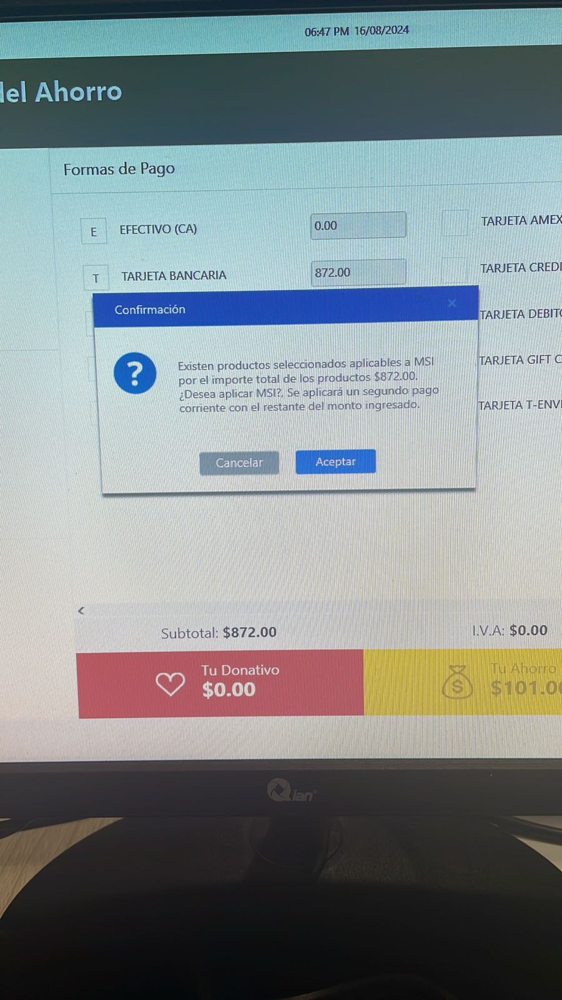 06:47 PM 16/08/2024
del Ahorro
Formas de Pago
E EFECTIVO (CA) 0.00 TARJETA AMEX
T TARJETA BANCARIA 872.00 TARJETA CREDI
Confirmación
TARJETA DEBITO
Existen productos seleccionados aplicables a MSI
por el importe total de los productos $872.00.
¿Desea aplicar MSI?, Se aplicará un segundo pago
corriente con el restante del monto ingresado.
TARJETA GIFT C
TARJETA T-ENVI
Cancelar Aceptar
Subtotal: $872.00 I.V.A: $0.00
Tu Donativo
$0.00
Tu Ahorro
$101.00
Qian